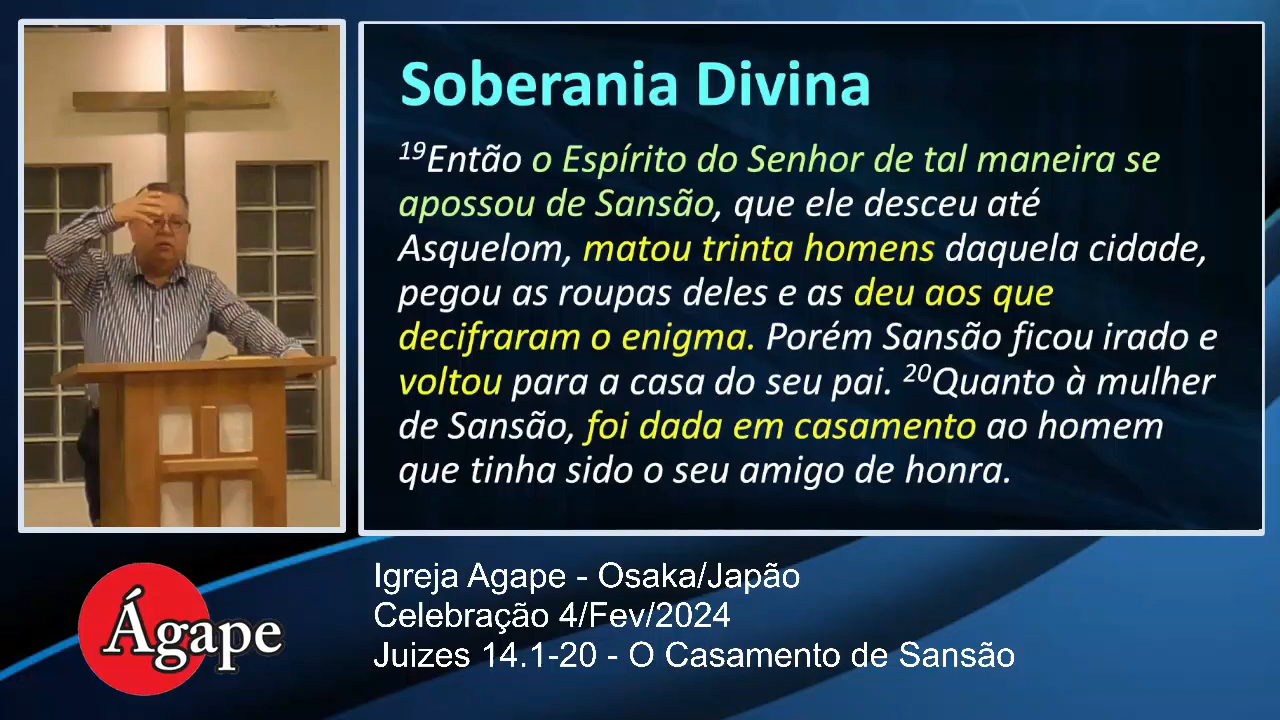 Soberania Divina
19Então o Espírito do Senhor de tal maneira se
apossou de Sansão, que ele desceu até
Asquelom, matou trinta homens daquela cidade,
pegou as roupas deles e as deu aos que
decifraram o enigma. Porém Sansão ficou irado e
voltou para a casa do seu pai. 20Quanto à mulher
de Sansão, foi dada em casamento ao homem
que tinha sido o seu amigo de honra.
Ágape
Igreja Agape - Osaka/Japão
Celebração 4/Fev/2024
Juizes 14.1-20 - O Casamento de Sansão